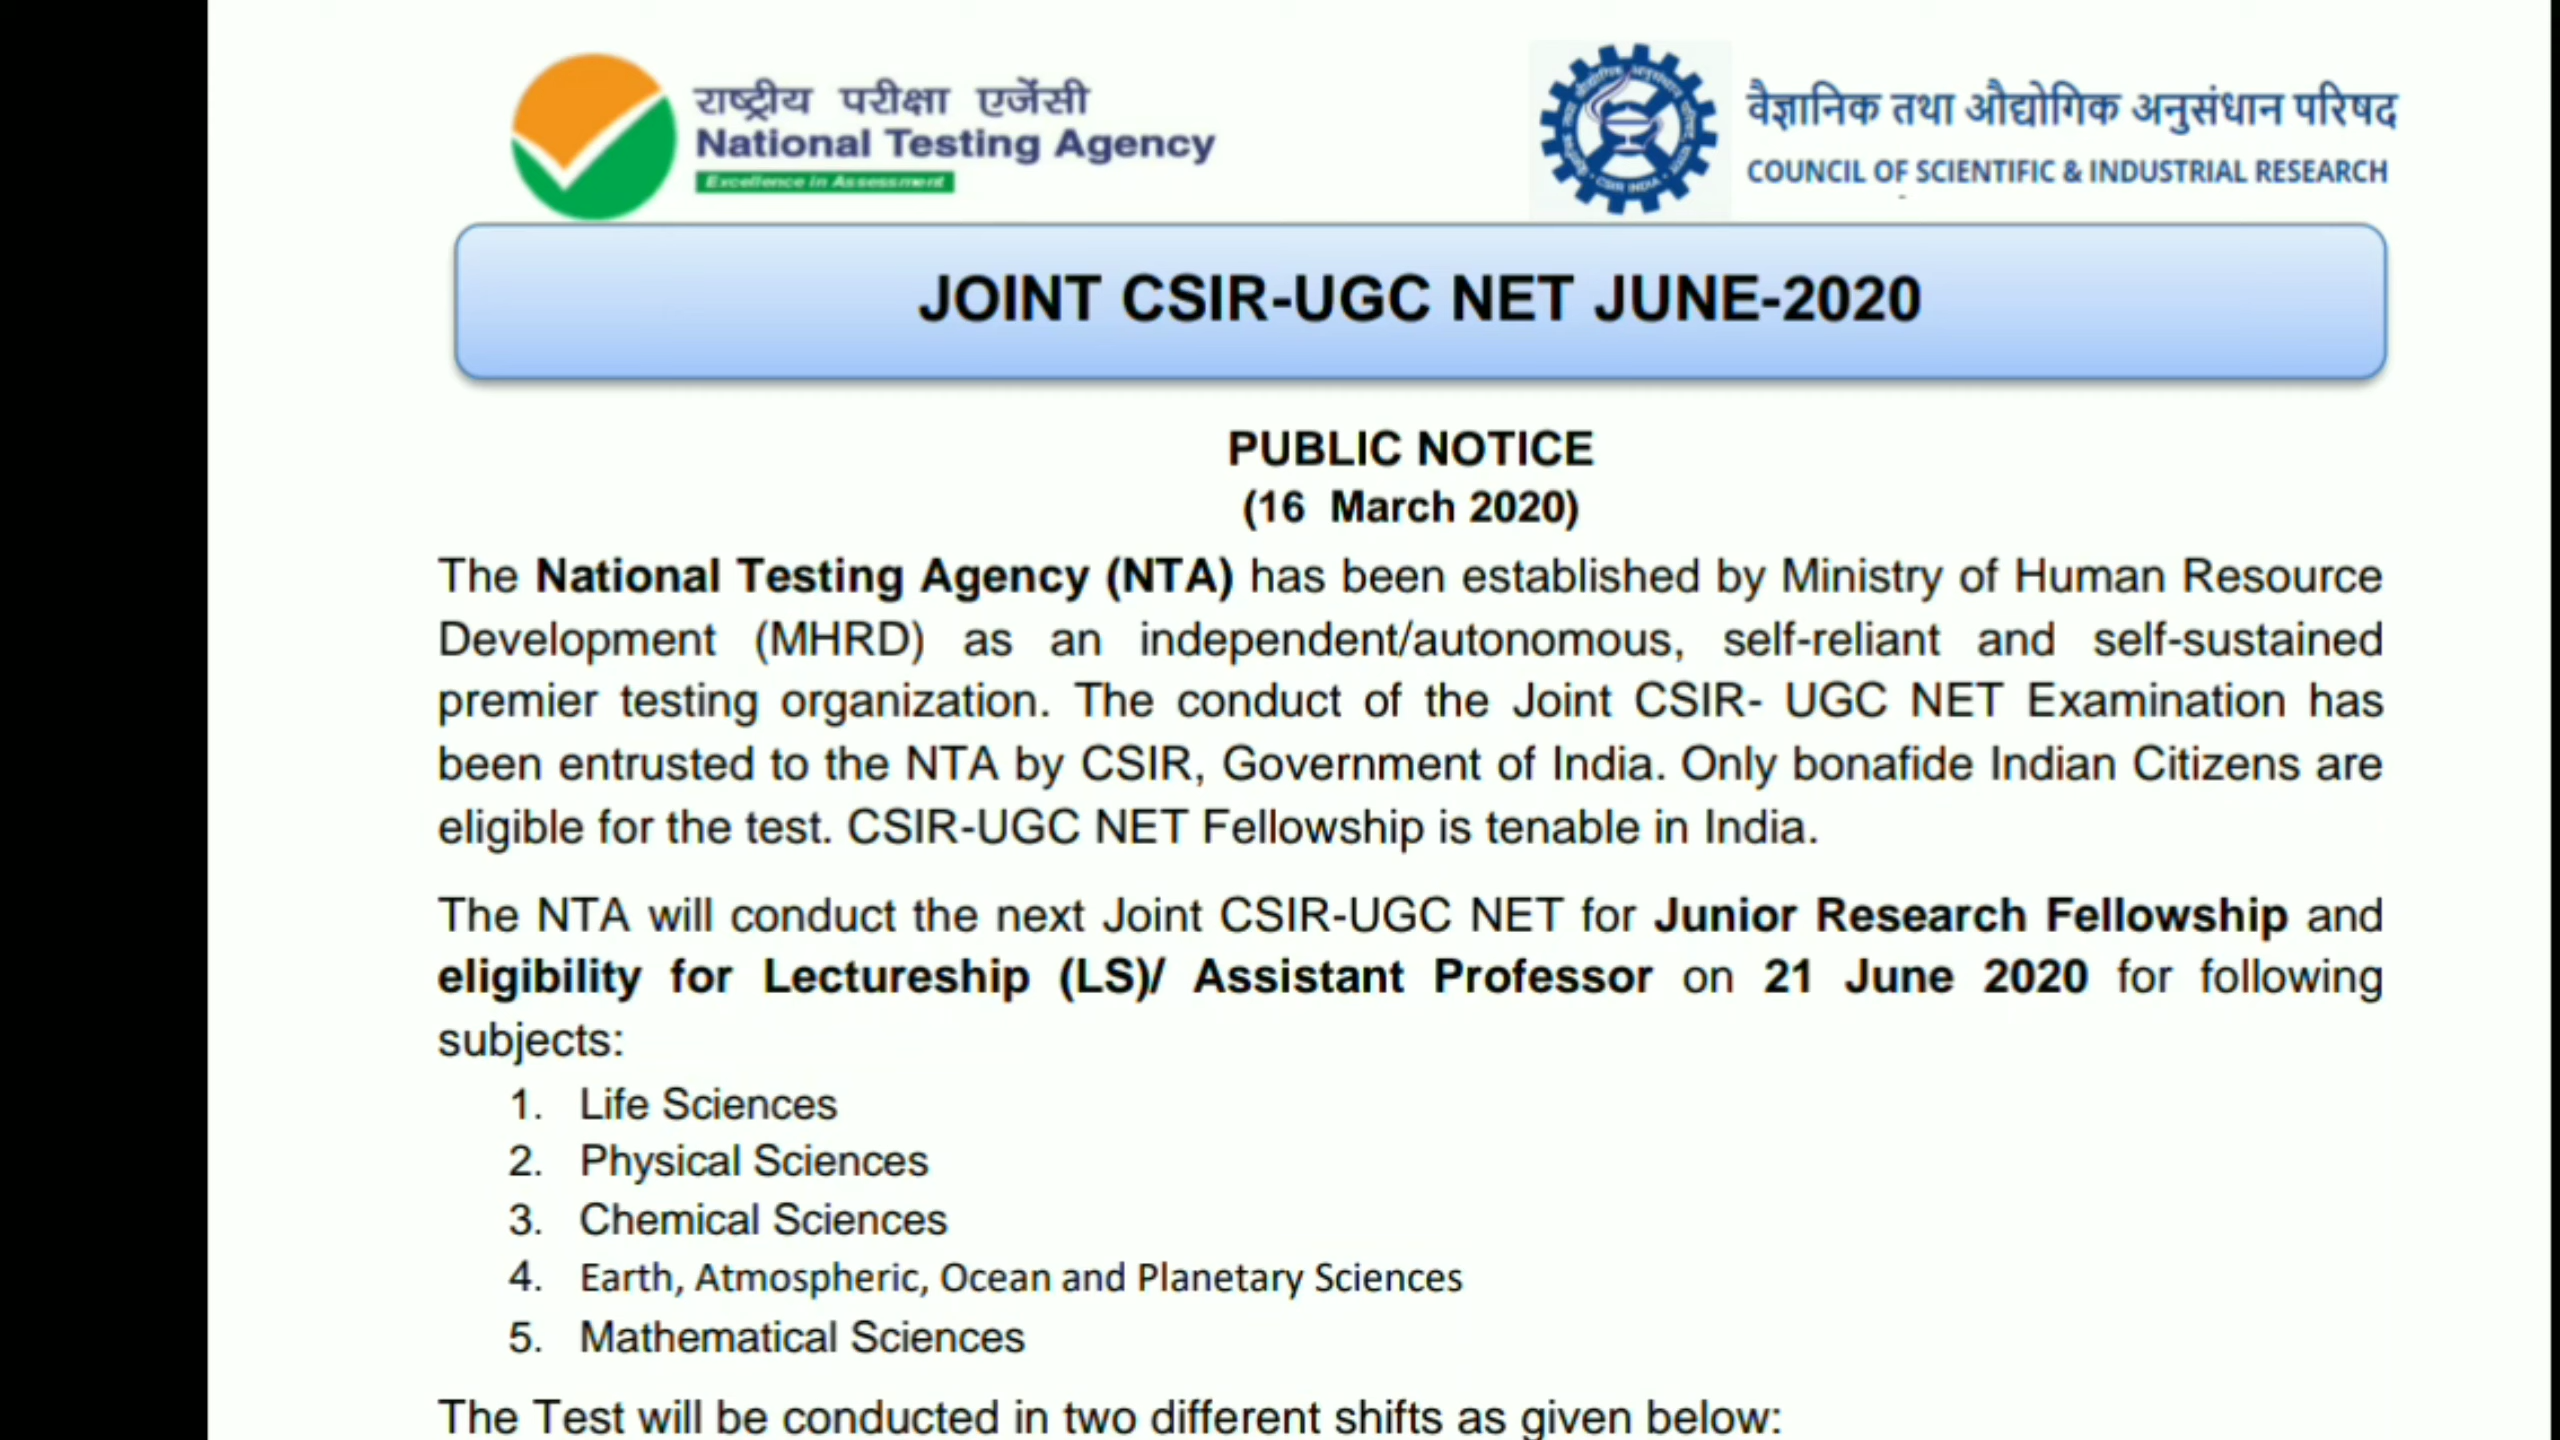 राष्ट्रीय परीक्षा एजेंसी
National Testing Agency
Excellence in Assessment
वैज्ञानिक तथा औद्योगिक अनुसंधान परिषद
COUNCIL OF SCIENTIFIC & INDUSTRIAL RESEARCH
CSIR INDIA
JOINT CSIR-UGC NET JUNE-2020
PUBLIC NOTICE
(16 March 2020)
The National Testing Agency (NTA) has been established by Ministry of Human Resource
Development (MHRD) as an independent/autonomous, self-reliant and self-sustained
premier testing organization. The conduct of the Joint CSIR- UGC NET Examination has
been entrusted to the NTA by CSIR, Government of India. Only bonafide Indian Citizens are
eligible for the test. CSIR-UGC NET Fellowship is tenable in India.
The NTA will conduct the next Joint CSIR-UGC NET for Junior Research Fellowship and
eligibility for Lectureship (LS)/ Assistant Professor on 21 June 2020 for following
subjects:
1. Life Sciences
2. Physical Sciences
3. Chemical Sciences
4. Earth, Atmospheric, Ocean and Planetary Sciences
5. Mathematical Sciences
The Test will be conducted in two different shifts as given below: